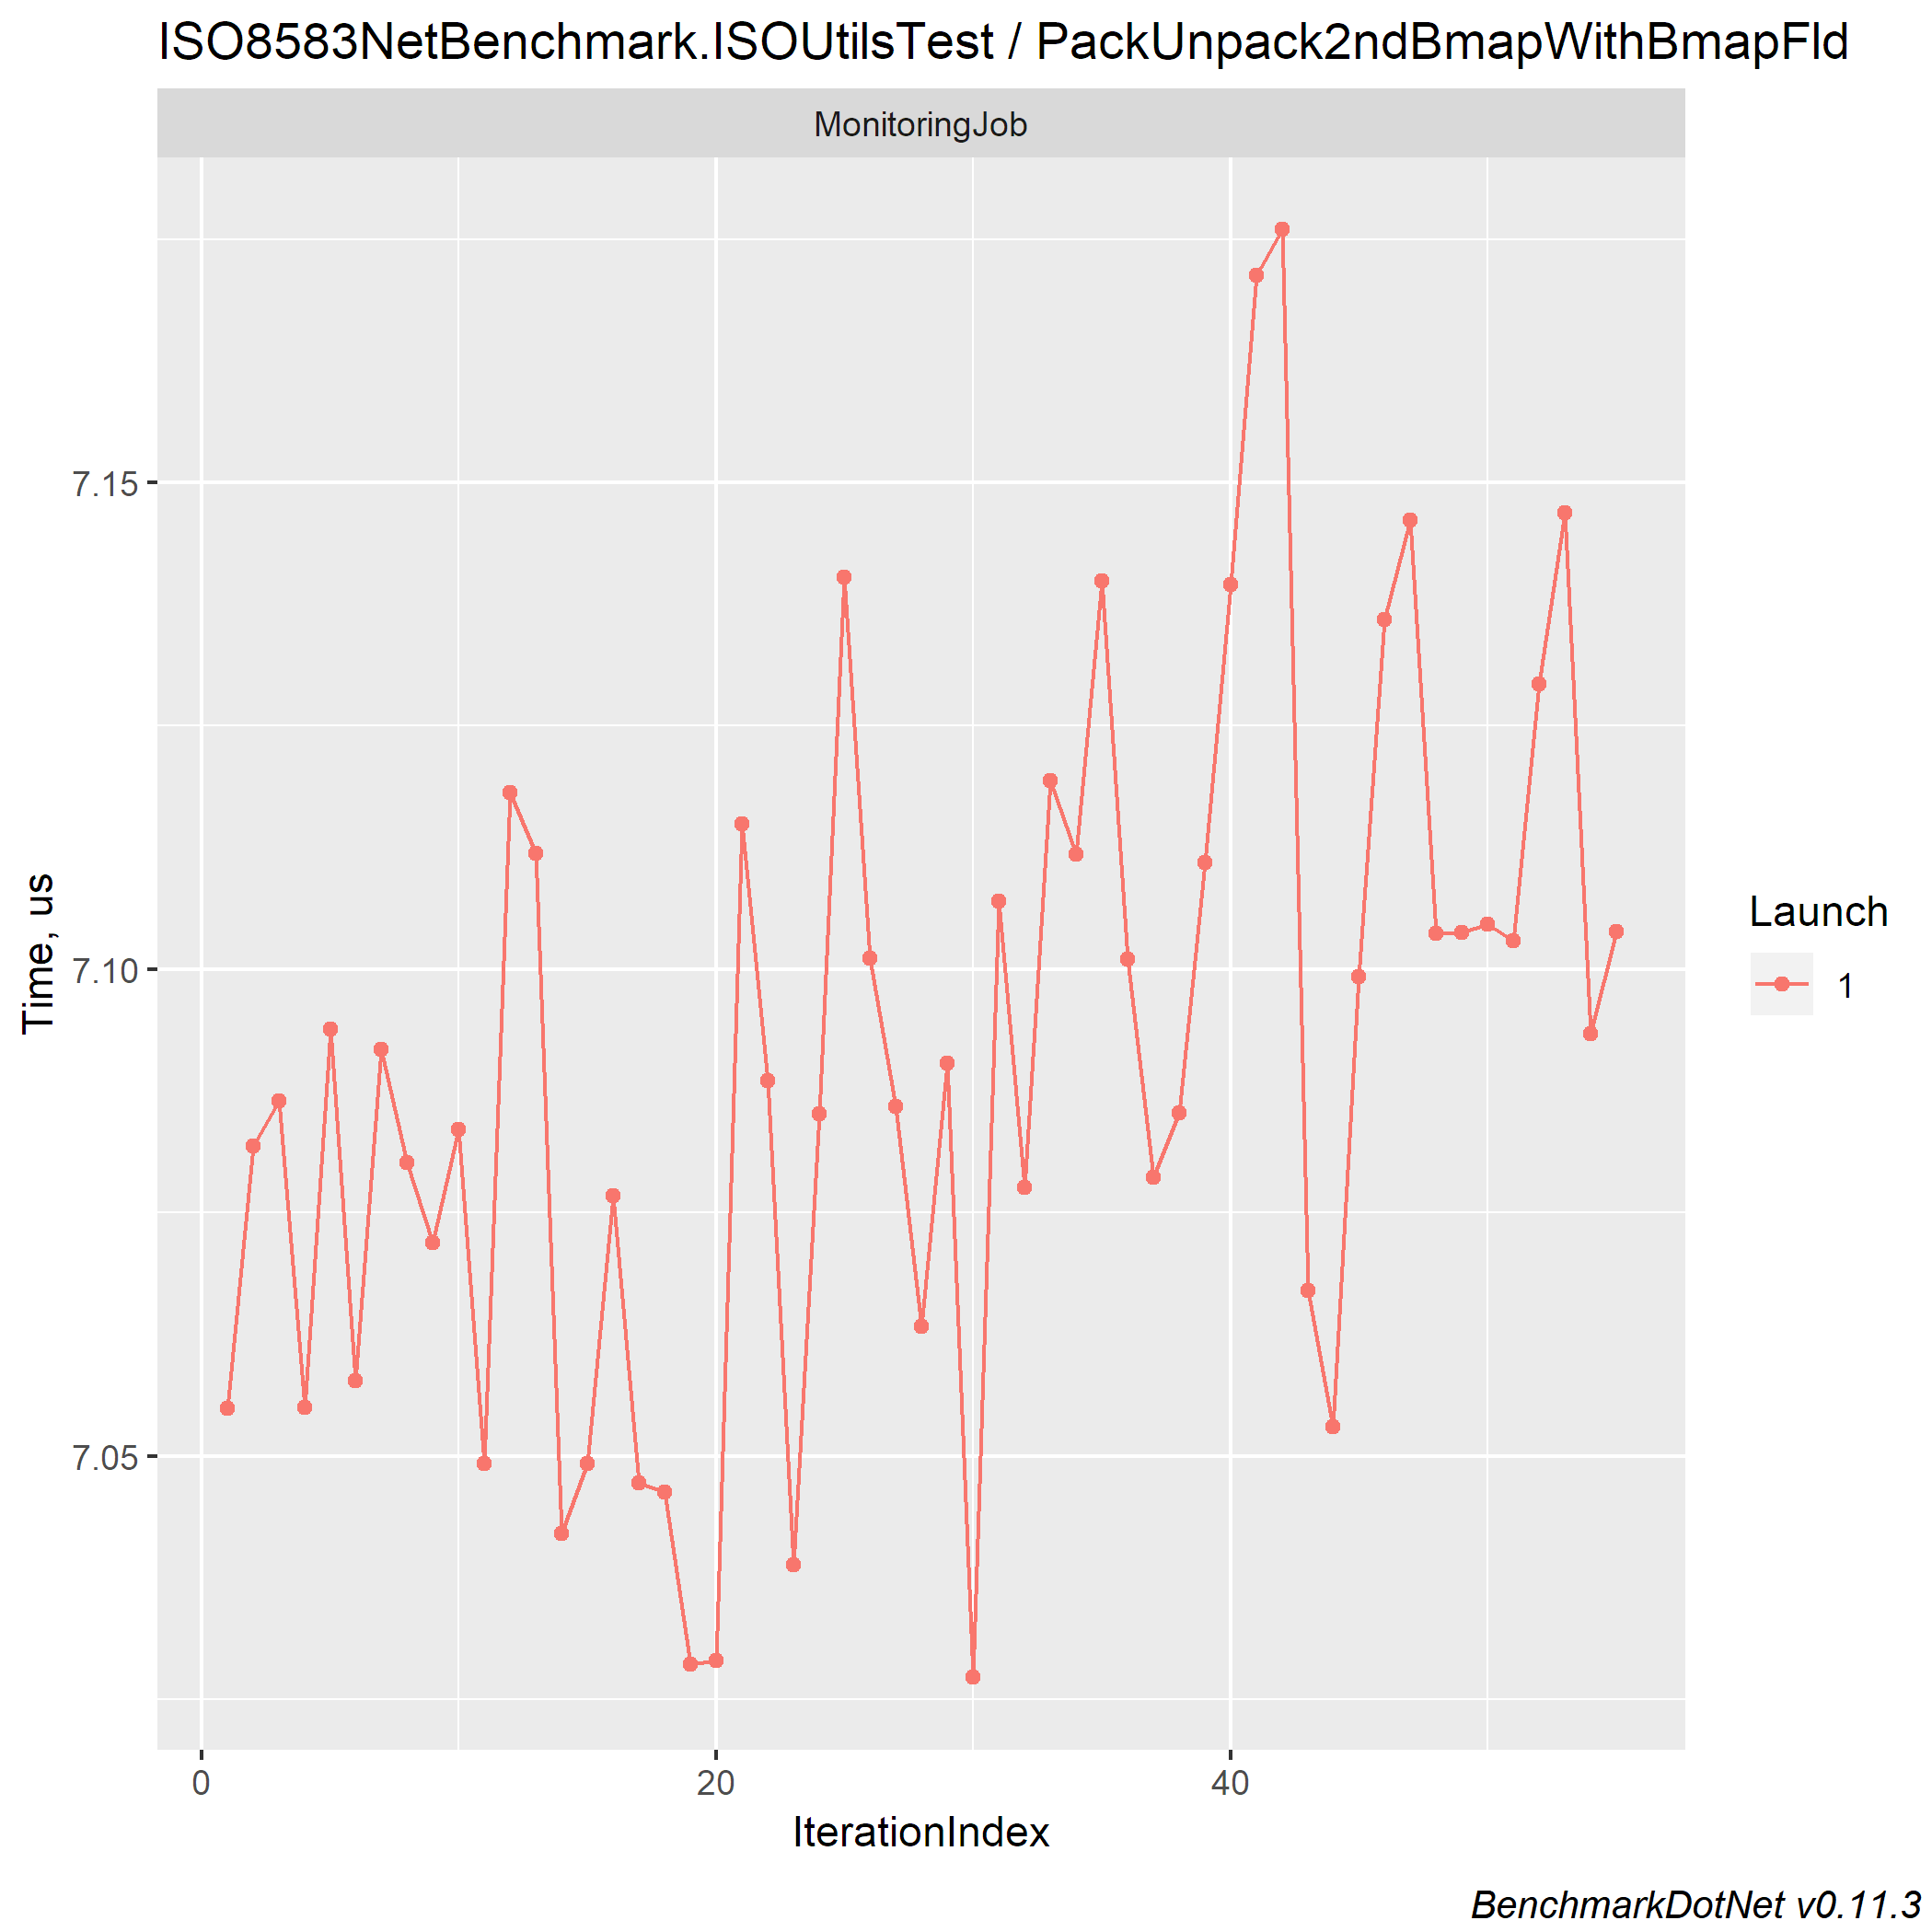 ISO8583NetBenchmark.ISOUtilsTest / PackUnpack2ndBmapWithBmapFld
MonitoringJob
7.15
7.10
7.05
Time, us
0 20 40
IterationIndex
Launch
1
BenchmarkDotNet v0.11.3